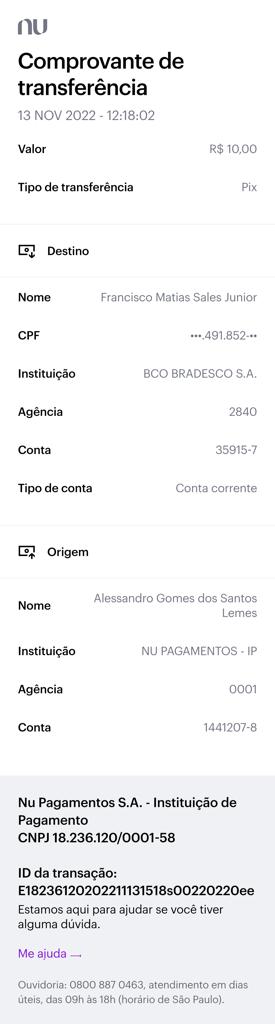 nu
Comprovante de
transferência
13 NOV 2022 - 12:18:02
Valor R$ 10,00
Tipo de transferência Pix
Destino
Nome Francisco Matias Sales Junior
CPF •••.491.852-••
Instituição BCO BRADESCO S.A.
Agência 2840
Conta 35915-7
Tipo de conta Conta corrente
Origem
Nome Alessandro Gomes dos Santos
Lemes
Instituição NU PAGAMENTOS - IP
Agência 0001
Conta 1441207-8
Nu Pagamentos S.A. - Instituição de
Pagamento
CNPJ 18.236.120/0001-58
ID da transação:
E18236120202211131518s00220220ee
Estamos aqui para ajudar se você tiver
alguma dúvida.
Me ajuda →
Ouvidoria: 0800 887 0463, atendimento em dias
úteis, das 09h às 18h (horário de São Paulo).